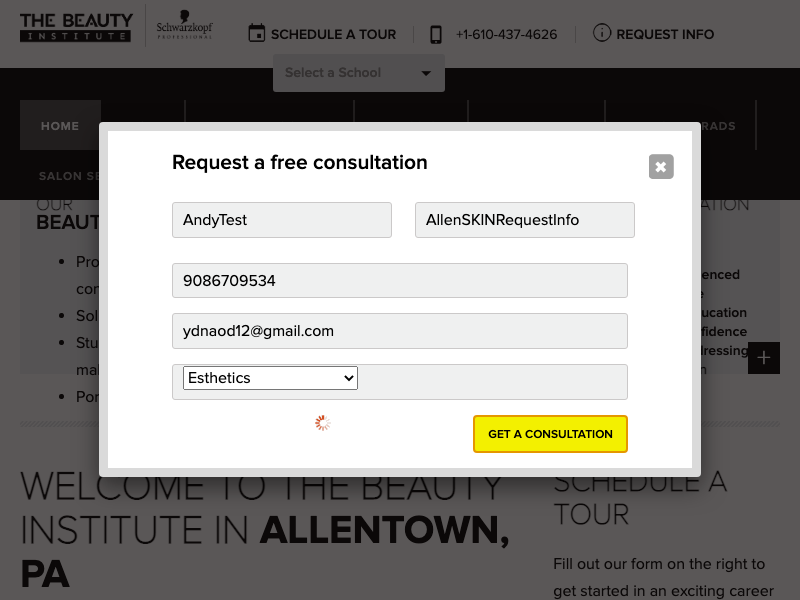 THE BEAUTY
INSTITUTE
Schwarzkopf
PROFESSIONAL
SCHEDULE A TOUR
+1-610-437-4626
REQUEST INFO
Select a School
HOME
RADS
SALON SE
Request a free consultation
AndyTest
AllenSKINRequestInfo
9086709534
ydnaod12@gmail.com
Esthetics
GET A CONSULTATION
OUR
BEAUT
ATION
Pro
con
Sol
Stu
mal
Por
enced
e
ucation
fidence
dressing
n
WELCOME TO THE BEAUTY
INSTITUTE IN ALLENTOWN,
PA
SCHEDULE A
TOUR
Fill out our form on the right to
get started in an exciting career